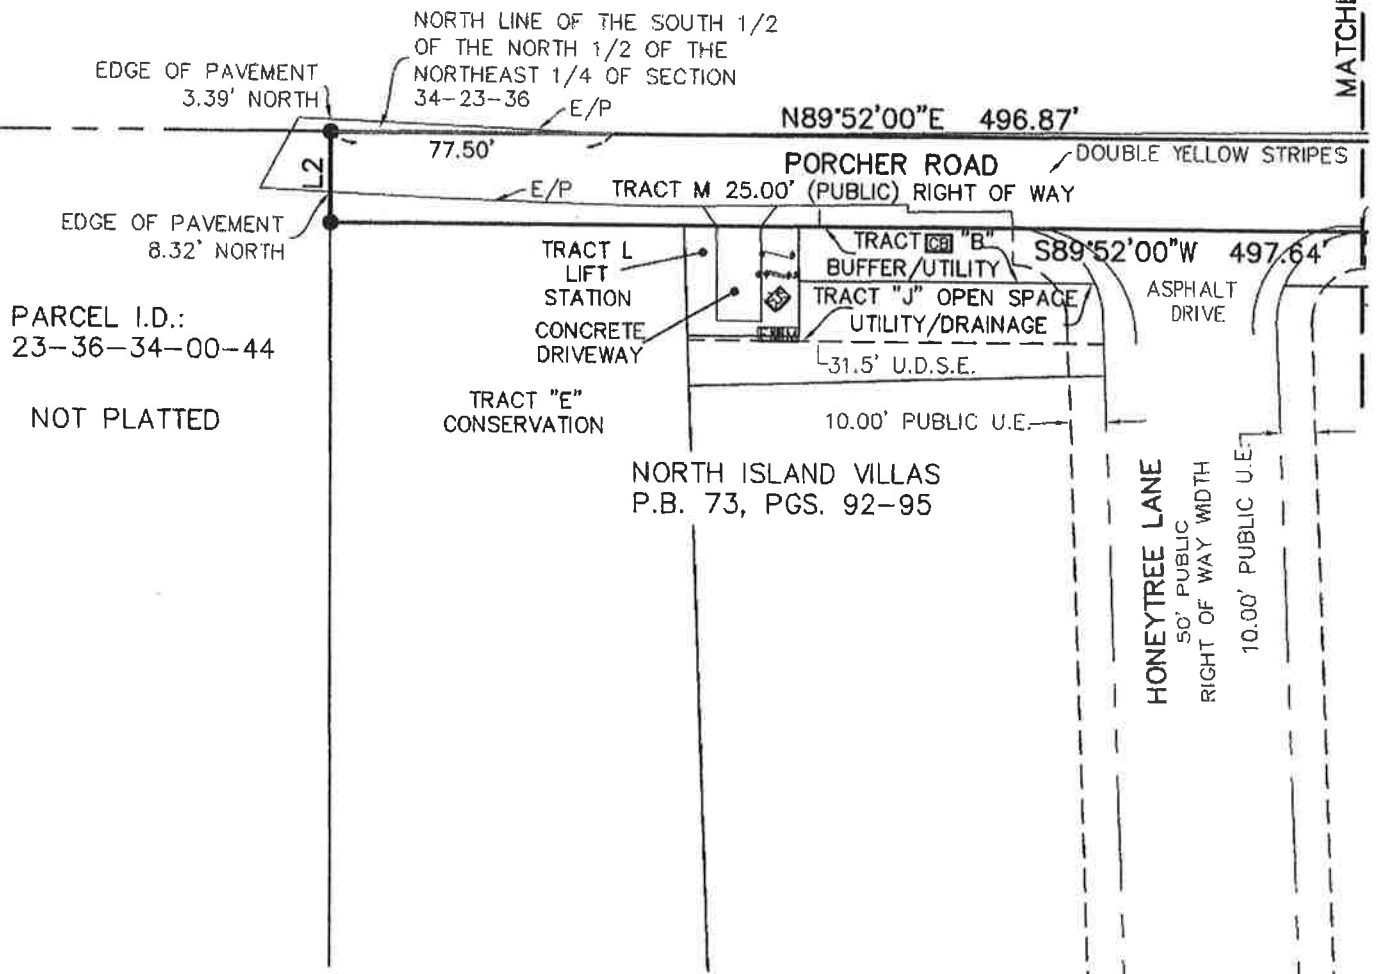 NORTH LINE OF THE SOUTH 1/2
OF THE NORTH 1/2 OF THE
NORTHEAST 1/4 OF SECTION
34-23-36
EDGE OF PAVEMENT
3.39' NORTH
E/P
MATCHE
N89°52'00"E 496.87'
77.50'
L2
PORCHER ROAD
DOUBLE YELLOW STRIPES
E/P
TRACT M 25.00' (PUBLIC) RIGHT OF WAY
EDGE OF PAVEMENT
8.32' NORTH
TRACT L
LIFT
STATION
TRACT CB "B"
BUFFER/UTILITY
S89°52'00"W 497.64'
TRACT "J" OPEN SPACE
UTILITY/DRAINAGE
ASPHALT
DRIVE
CONCRETE
DRIVEWAY
31.5' U.D.S.E.
PARCEL I.D.:
23-36-34-00-44
NOT PLATTED
TRACT "E"
CONSERVATION
10.00' PUBLIC U.E.
NORTH ISLAND VILLAS
P.B. 73, PGS. 92-95
HONEYTREE LANE
50' PUBLIC
RIGHT OF WAY WIDTH
10.00' PUBLIC U.E.